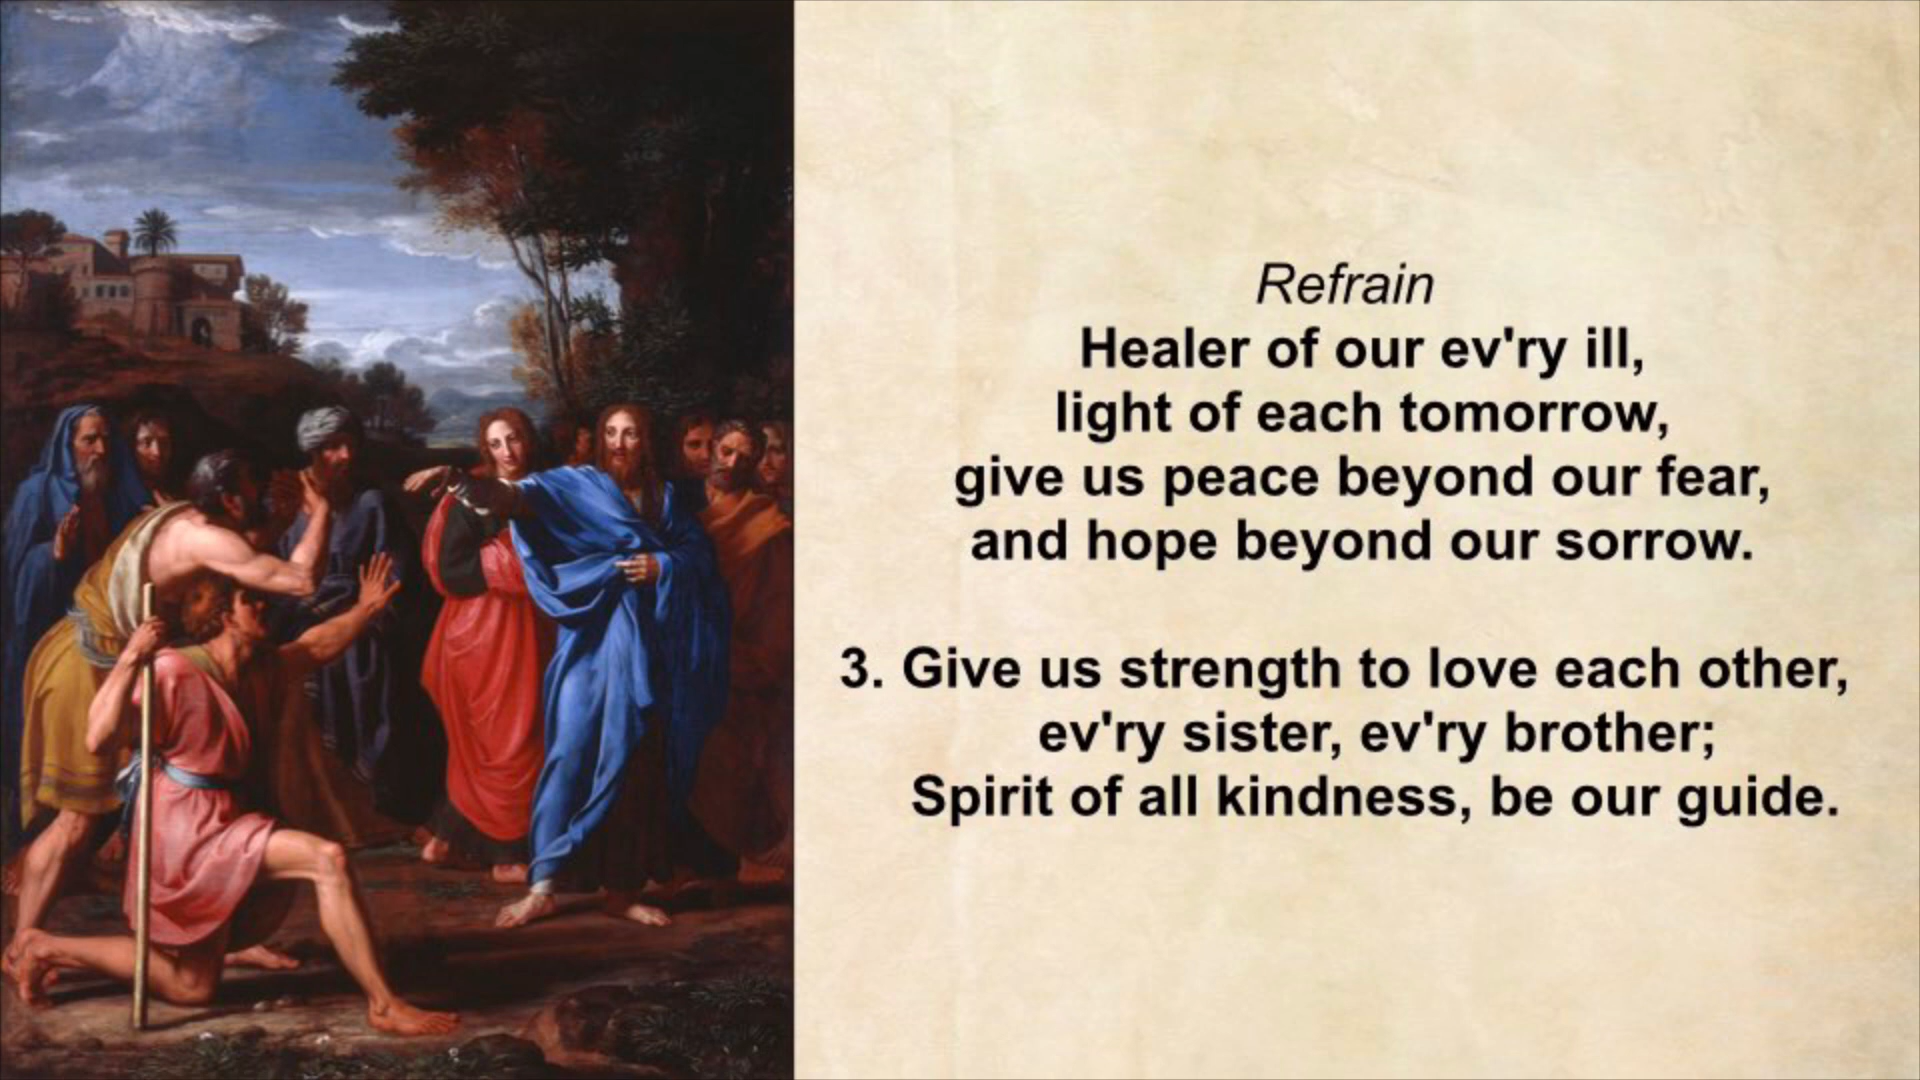 Refrain
Healer of our ev'ry ill,
light of each tomorrow,
give us peace beyond our fear,
and hope beyond our sorrow.
3. Give us strength to love each other,
ev'ry sister, ev'ry brother;
Spirit of all kindness, be our guide.